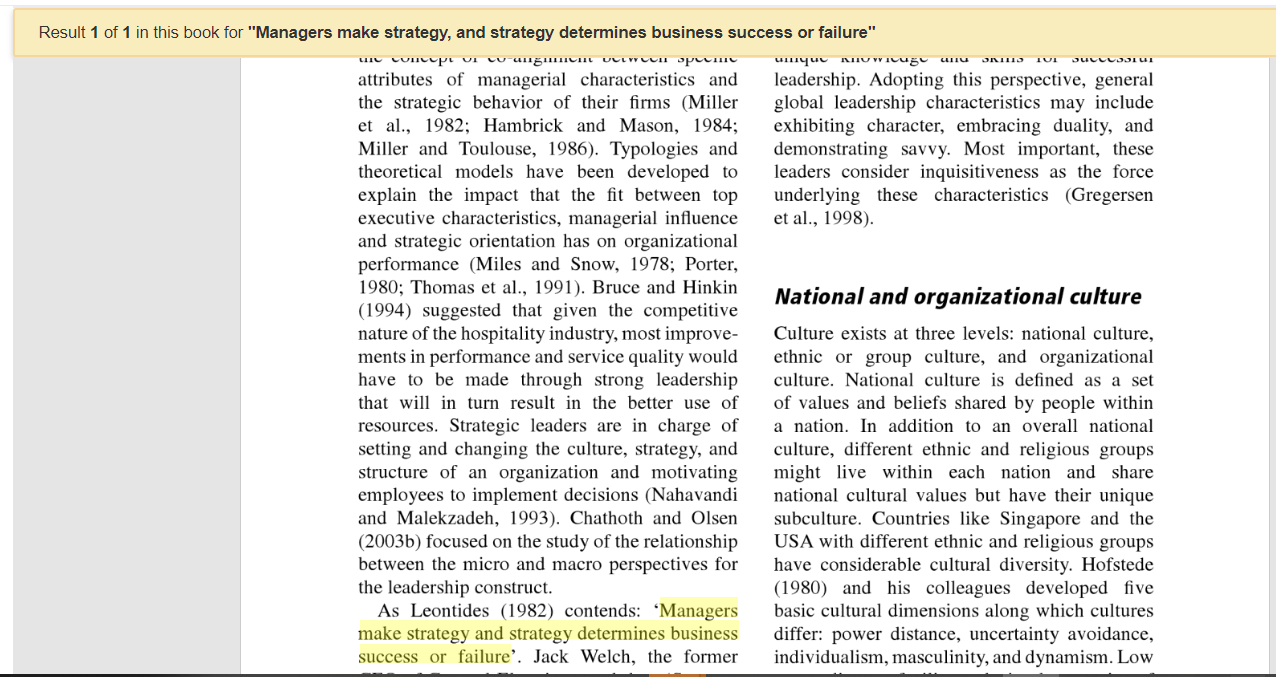 Result 1 of 1 in this book for "Managers make strategy, and strategy determines business success or failure"
the concept of co-alignment between specific
attributes of managerial characteristics and
the strategic behavior of their firms (Miller
et al., 1982; Hambrick and Mason, 1984;
Miller and Toulouse, 1986). Typologies and
theoretical models have been developed to
explain the impact that the fit between top
executive characteristics, managerial influence
and strategic orientation has on organizational
performance (Miles and Snow, 1978; Porter,
1980; Thomas et al., 1991). Bruce and Hinkin
(1994) suggested that given the competitive
nature of the hospitality industry, most improve-
ments in performance and service quality would
have to be made through strong leadership
that will in turn result in the better use of
resources. Strategic leaders are in charge of
setting and changing the culture, strategy, and
structure of an organization and motivating
employees to implement decisions (Nahavandi
and Malekzadeh, 1993). Chathoth and Olsen
(2003b) focused on the study of the relationship
between the micro and macro perspectives for
the leadership construct.
As Leontides (1982) contends: ‘Managers
make strategy and strategy determines business
success or failure’. Jack Welch, the former
unique knowledge and skills for successful
leadership. Adopting this perspective, general
global leadership characteristics may include
exhibiting character, embracing duality, and
demonstrating savvy. Most important, these
leaders consider inquisitiveness as the force
underlying these characteristics (Gregersen
et al., 1998).
National and organizational culture
Culture exists at three levels: national culture,
ethnic or group culture, and organizational
culture. National culture is defined as a set
of values and beliefs shared by people within
a nation. In addition to an overall national
culture, different ethnic and religious groups
might live within each nation and share
national cultural values but have their unique
subculture. Countries like Singapore and the
USA with different ethnic and religious groups
have considerable cultural diversity. Hofstede
(1980) and his colleagues developed five
basic cultural dimensions along which cultures
differ: power distance, uncertainty avoidance,
individualism, masculinity, and dynamism. Low